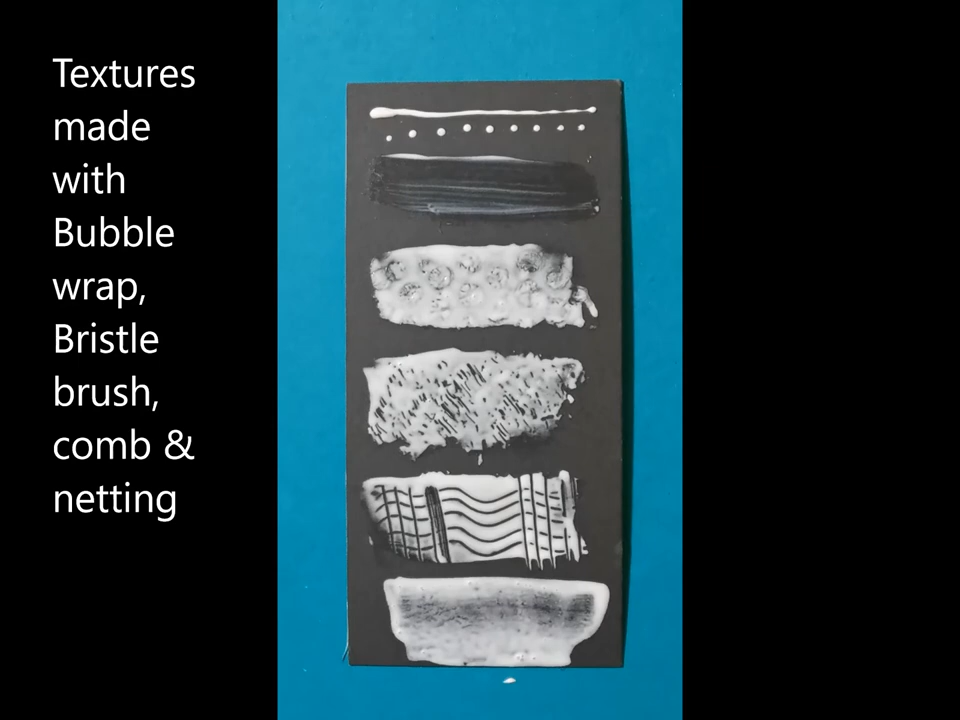 Textures
made
with
Bubble
wrap,
Bristle
brush,
comb &
netting